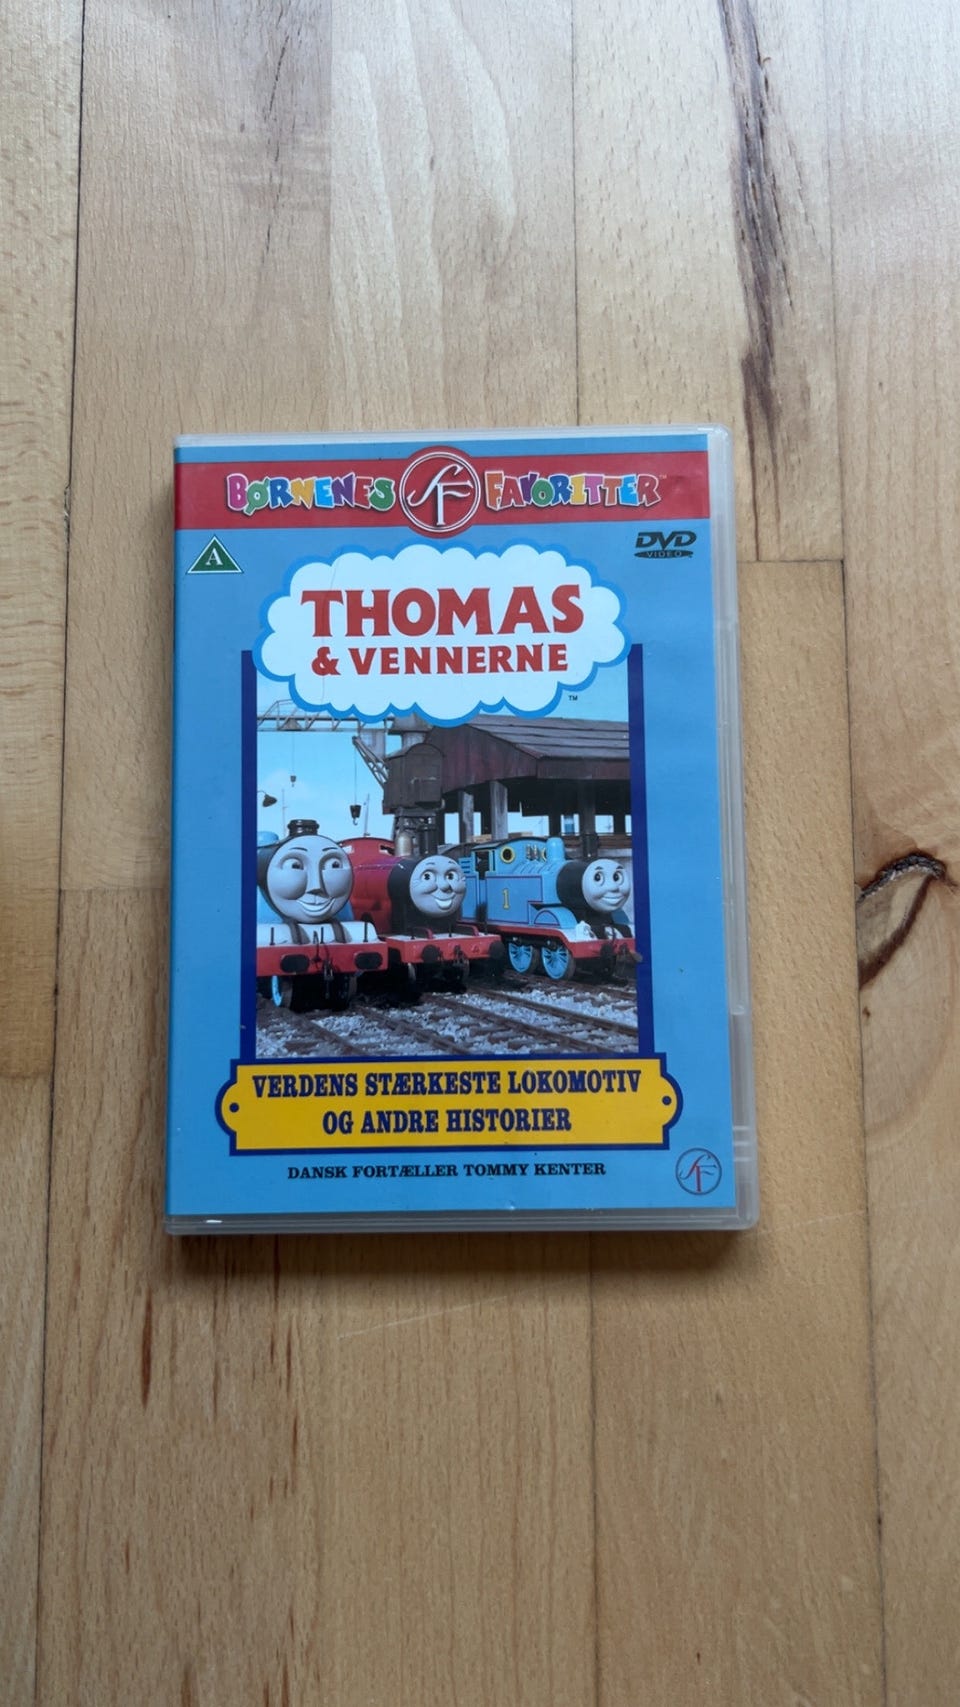 BØRNENES SF FAVORITTER™
A
DVD
VIDEO
THOMAS
& VENNERNE
™
1
VERDENS STÆRKESTE LOKOMOTIV
OG ANDRE HISTORIER
DANSK FORTÆLLER TOMMY KENTER
SF